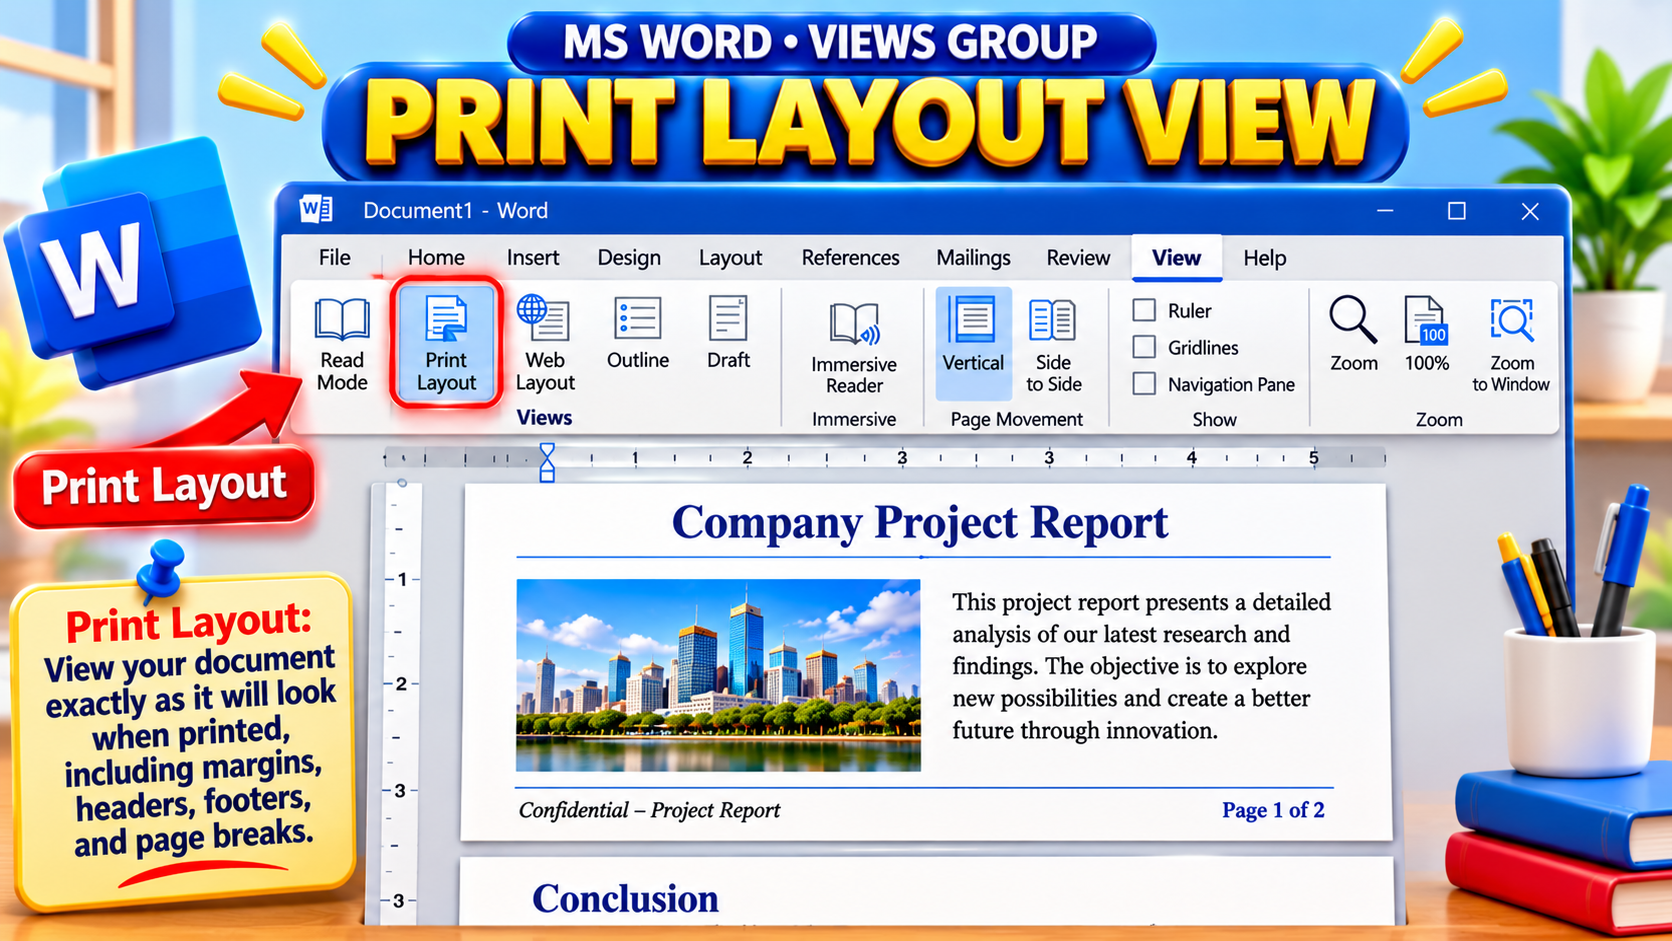 MS WORD • VIEWS GROUP
PRINT LAYOUT VIEW
W
W
Document1 - Word
File Home Insert Design Layout References Mailings Review View Help
Read Mode
Print Layout
Web Layout
Outline
Draft
Views
Immersive Reader
Immersive
Vertical
Side to Side
Page Movement
Ruler
Gridlines
Navigation Pane
Show
Zoom
100
100%
Zoom to Window
Zoom
Print Layout
1 2 3 3 4 5
1
2
3
3
Print Layout:
View your document
exactly as it will look
when printed,
including margins,
headers, footers,
and page breaks.
Company Project Report
This project report presents a detailed
analysis of our latest research and
findings. The objective is to explore
new possibilities and create a better
future through innovation.
Confidential – Project Report
Page 1 of 2
Conclusion